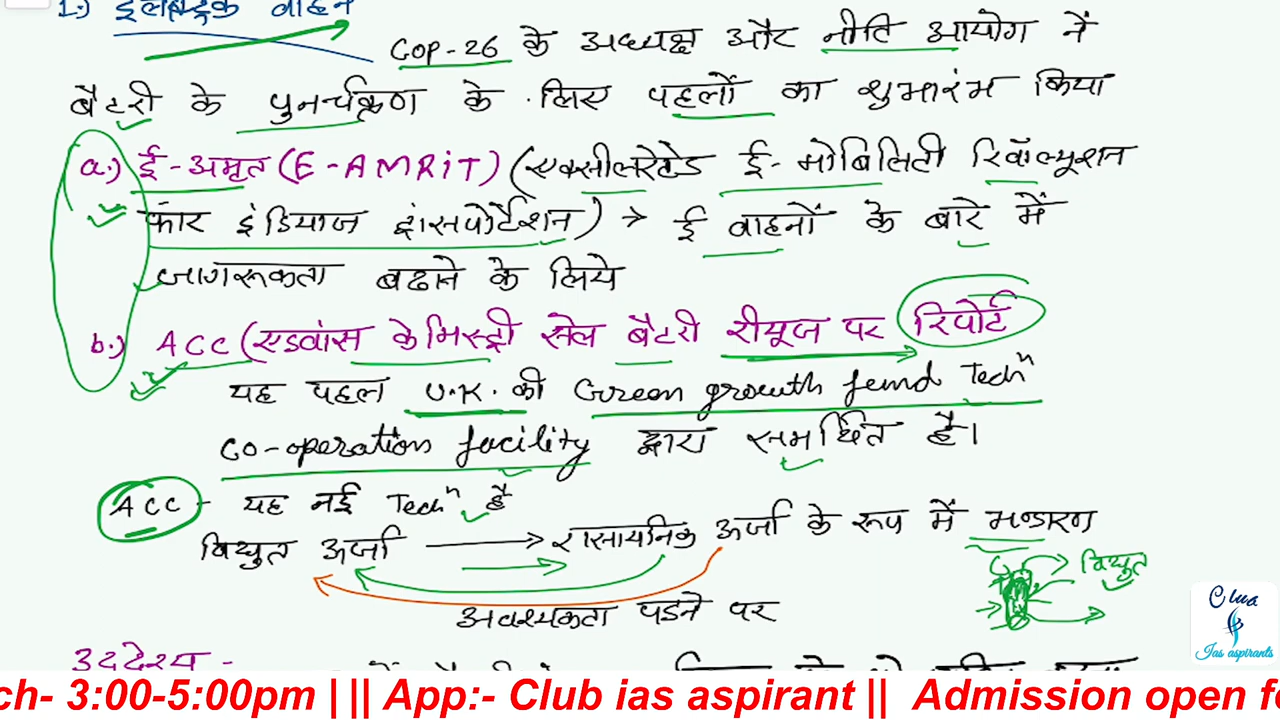 1.) इलेक्ट्रिक वाहन
COP-26 के अध्यक्ष और नीति आयोग नें
बैटरी के पुनर्चक्रण के लिए पहलों का शुभारंभ किया
a.) ई-अमृत (E-AMRiT) (एक्सीलरेटेड ई-मोबिलिटी रिवॉल्यूशन
फार इंडियाज ट्रांसपोर्टेशन) → ई वाहनों के बारे में
जागरूकता बढाने के लिये
b.) ACC (एडवांस केमिस्ट्री सेल बैटरी रीयूज पर रिपोर्ट
यह पहल U.K. की Green growth fund Techⁿ
co-operation facility द्वारा समर्थित है।
ACC - यह नई Techⁿ है
विद्युत ऊर्जा → रासायनिक ऊर्जा के रूप में भण्डारण
विद्युत
अवश्यकता पडने पर
उददेश्य -
Club
Ias aspirants
ch- 3:00-5:00pm | || App:- Club ias aspirant || Admission open fo